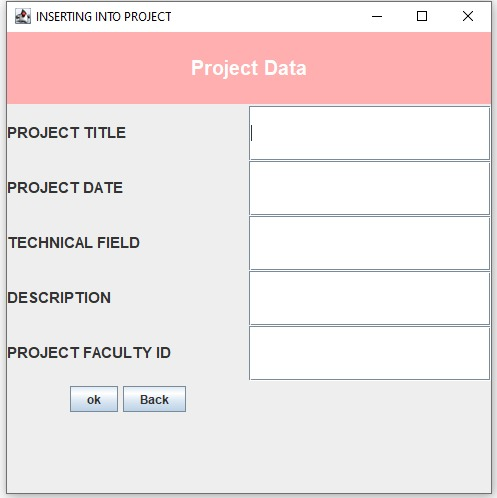 INSERTING INTO PROJECT
Project Data
PROJECT TITLE
PROJECT DATE
TECHNICAL FIELD
DESCRIPTION
PROJECT FACULTY ID
ok Back